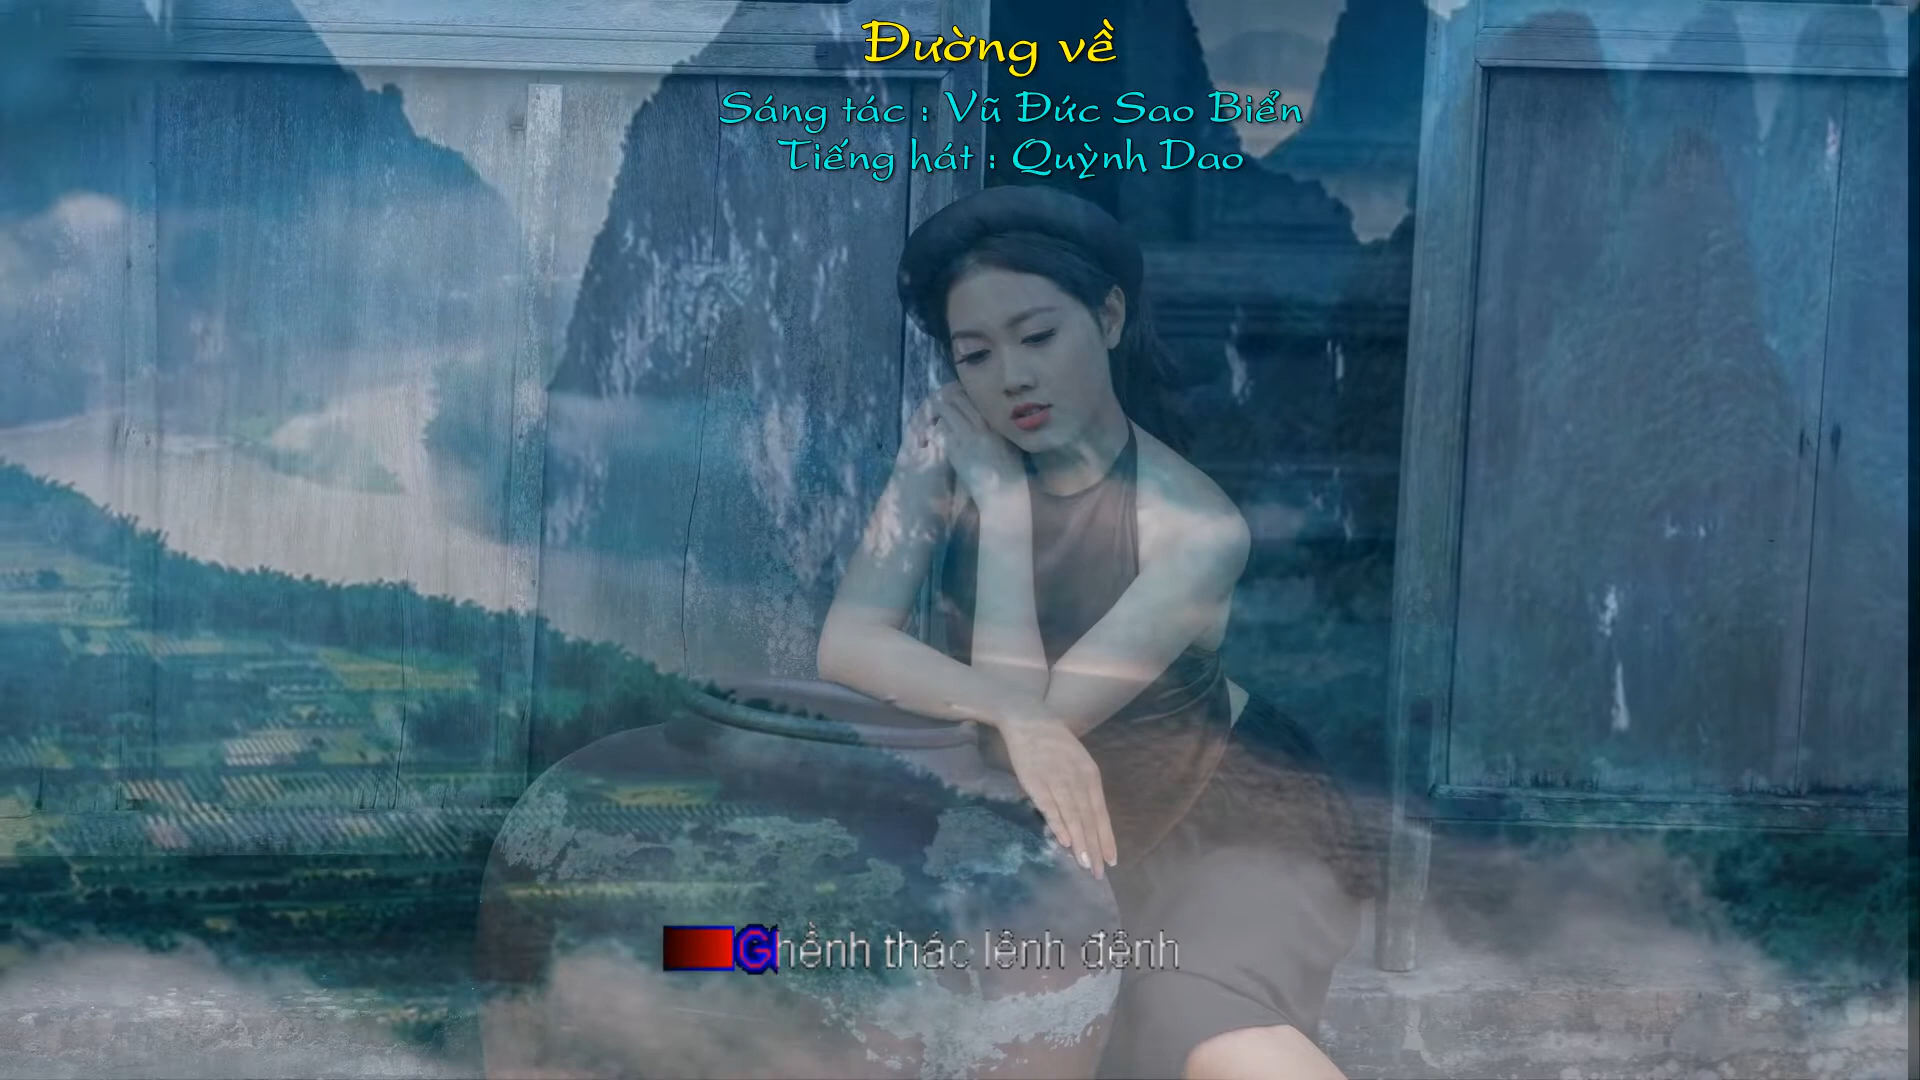 Đường về
Sáng tác : Vũ Đức Sao Biển
Tiếng hát : Quỳnh Dao
Ghềnh thác lênh đênh